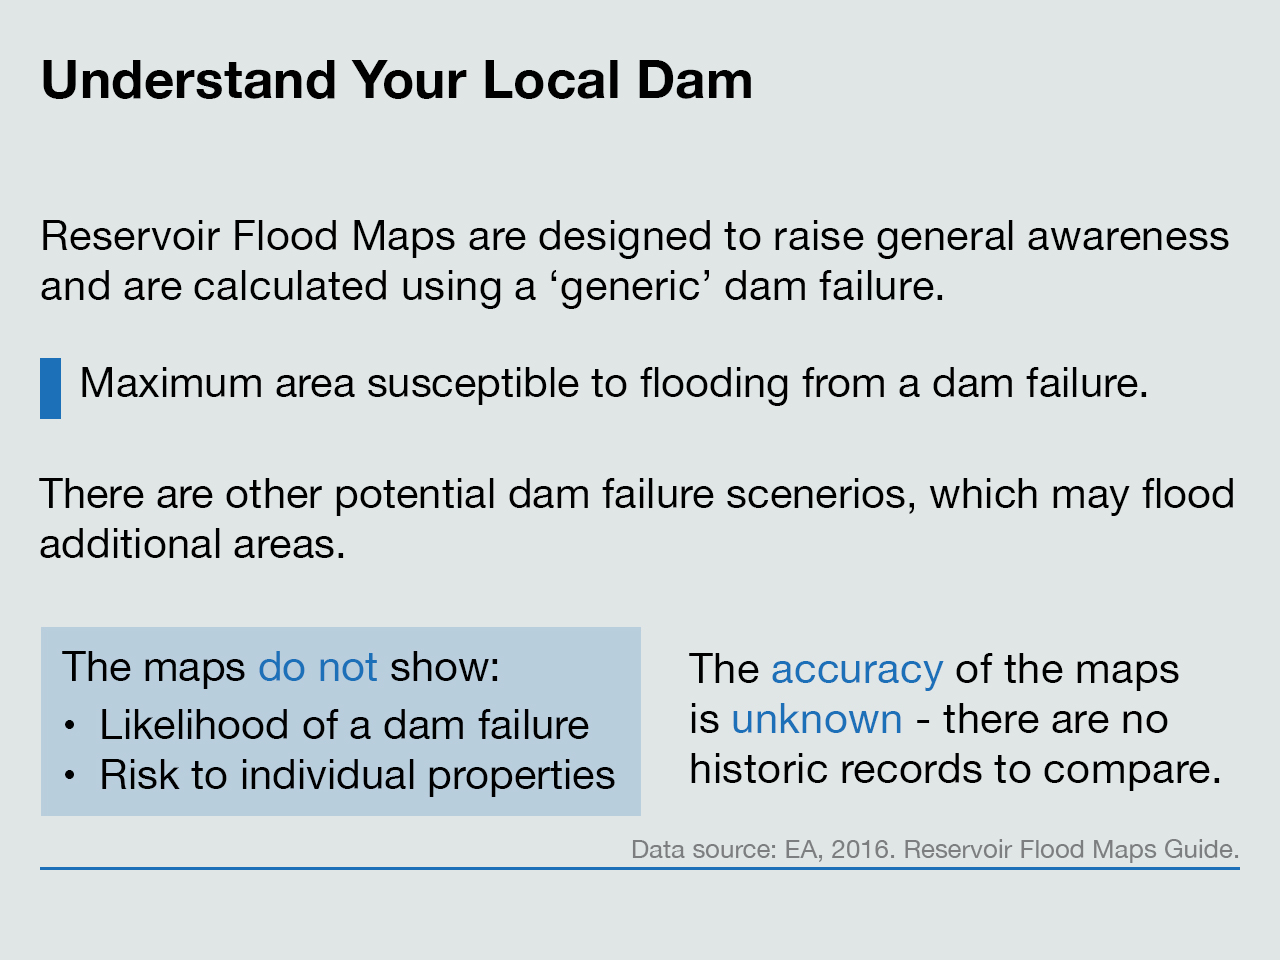 Understand Your Local Dam
Reservoir Flood Maps are designed to raise general awareness
and are calculated using a ‘generic’ dam failure.
Maximum area susceptible to flooding from a dam failure.
There are other potential dam failure scenerios, which may flood
additional areas.
The maps do not show:
• Likelihood of a dam failure
• Risk to individual properties
The accuracy of the maps
is unknown - there are no
historic records to compare.
Data source: EA, 2016. Reservoir Flood Maps Guide.